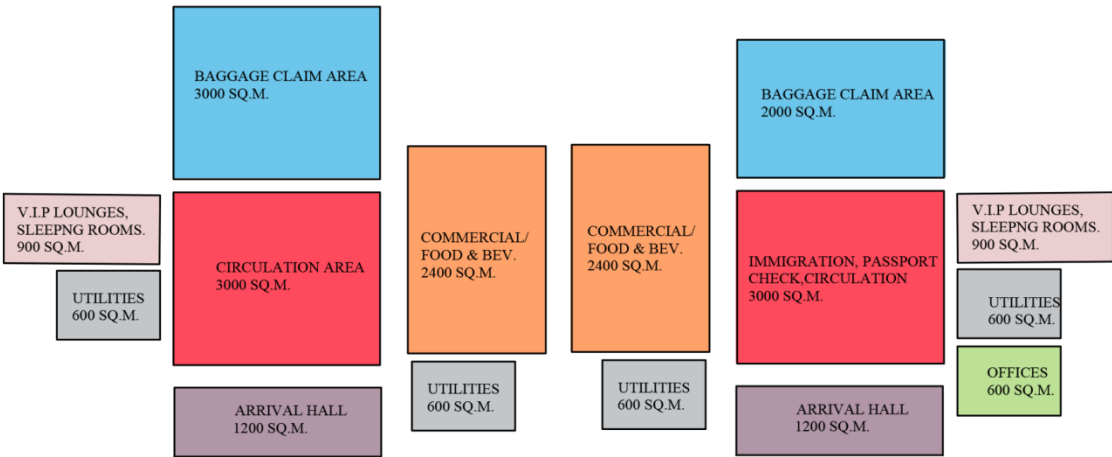 BAGGAGE CLAIM AREA
3000 SQ.M.
BAGGAGE CLAIM AREA
2000 SQ.M.
V.I.P LOUNGES,
SLEEPNG ROOMS.
900 SQ.M.
CIRCULATION AREA
3000 SQ.M.
COMMERCIAL/
FOOD & BEV.
2400 SQ.M.
COMMERCIAL/
FOOD & BEV.
2400 SQ.M.
IMMIGRATION, PASSPORT
CHECK,CIRCULATION
3000 SQ.M.
V.I.P LOUNGES,
SLEEPNG ROOMS.
900 SQ.M.
UTILITIES
600 SQ.M.
UTILITIES
600 SQ.M.
UTILITIES
600 SQ.M.
UTILITIES
600 SQ.M.
OFFICES
600 SQ.M.
ARRIVAL HALL
1200 SQ.M.
ARRIVAL HALL
1200 SQ.M.